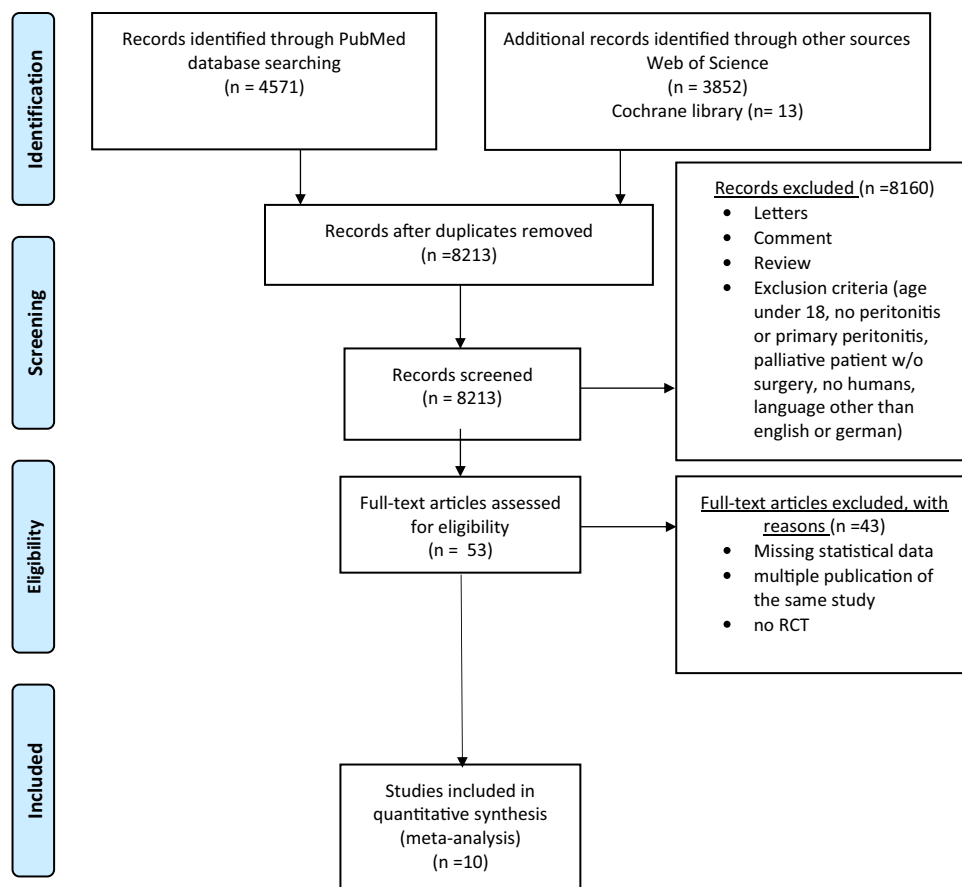 Identification
Records identified through PubMed
database searching
(n = 4571)
Additional records identified through other sources
Web of Science
(n = 3852)
Cochrane library (n= 13)
Screening
Records after duplicates removed
(n =8213)
Records screened
(n = 8213)
Records excluded (n =8160)
• Letters
• Comment
• Review
• Exclusion criteria (age
under 18, no peritonitis
or primary peritonitis,
palliative patient w/o
surgery, no humans,
language other than
english or german)
Eligibility
Full-text articles assessed
for eligibility
(n = 53)
Full-text articles excluded, with
reasons (n =43)
• Missing statistical data
• multiple publication of
the same study
• no RCT
Included
Studies included in
quantitative synthesis
(meta-analysis)
(n =10)